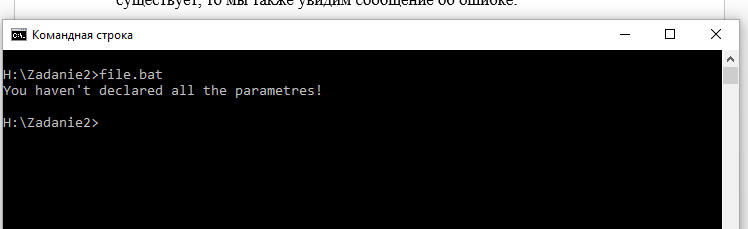 существует, то мы также увидим сообщение об ошибке.
Командная строка
H:\Zadanie2>file.bat
You haven't declared all the parametres!
H:\Zadanie2>